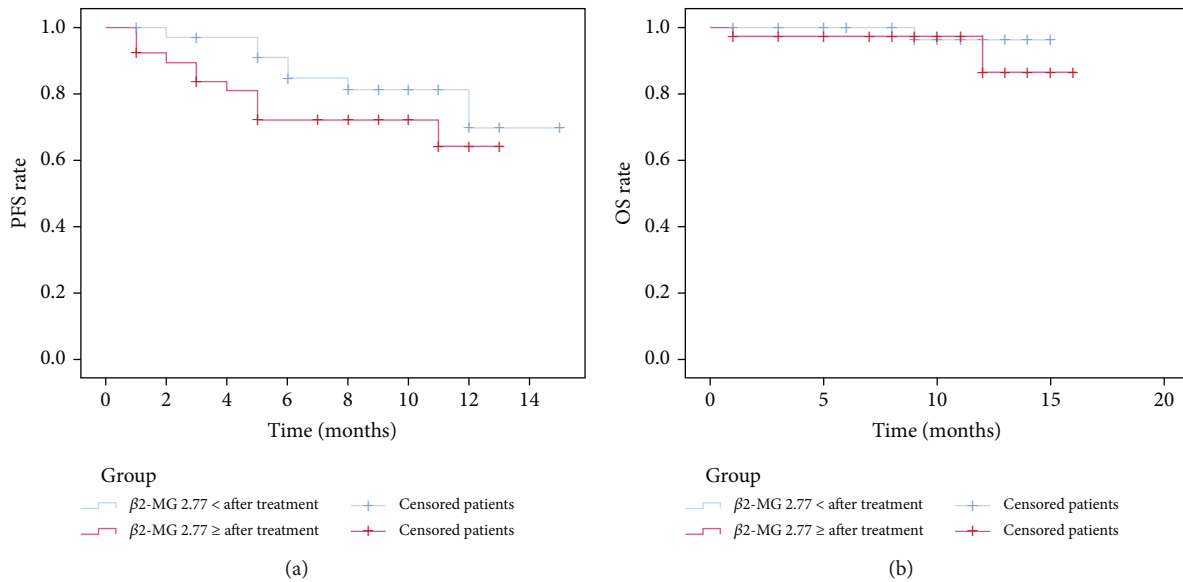 1.0
0.8
0.6
0.4
0.2
0.0
PFS rate
0 2 4 6 8 10 12 14
Time (months)
Group
β2-MG 2.77 < after treatment Censored patients
β2-MG 2.77 ≥ after treatment Censored patients
(a)
1.0
0.8
0.6
0.4
0.2
0.0
OS rate
0 5 10 15 20
Time (months)
Group
β2-MG 2.77 < after treatment Censored patients
β2-MG 2.77 ≥ after treatment Censored patients
(b)